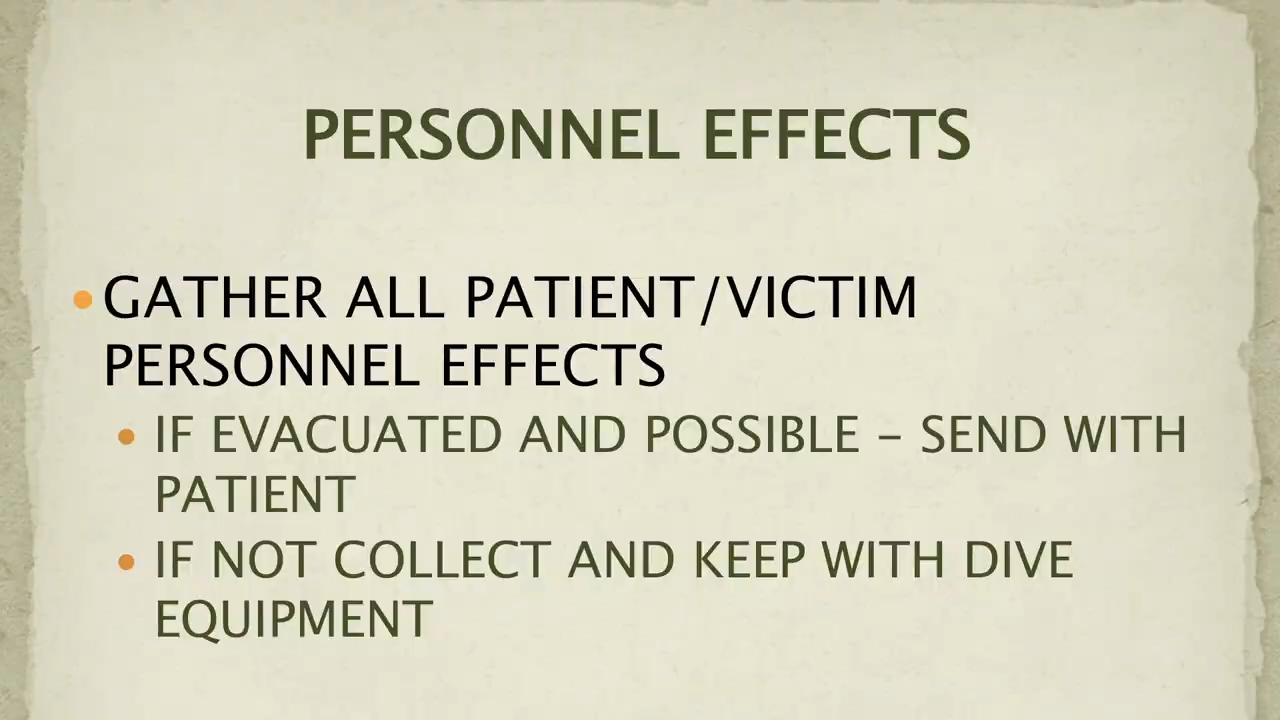 PERSONNEL EFFECTS
GATHER ALL PATIENT/VICTIM
PERSONNEL EFFECTS
IF EVACUATED AND POSSIBLE – SEND WITH
PATIENT
IF NOT COLLECT AND KEEP WITH DIVE
EQUIPMENT